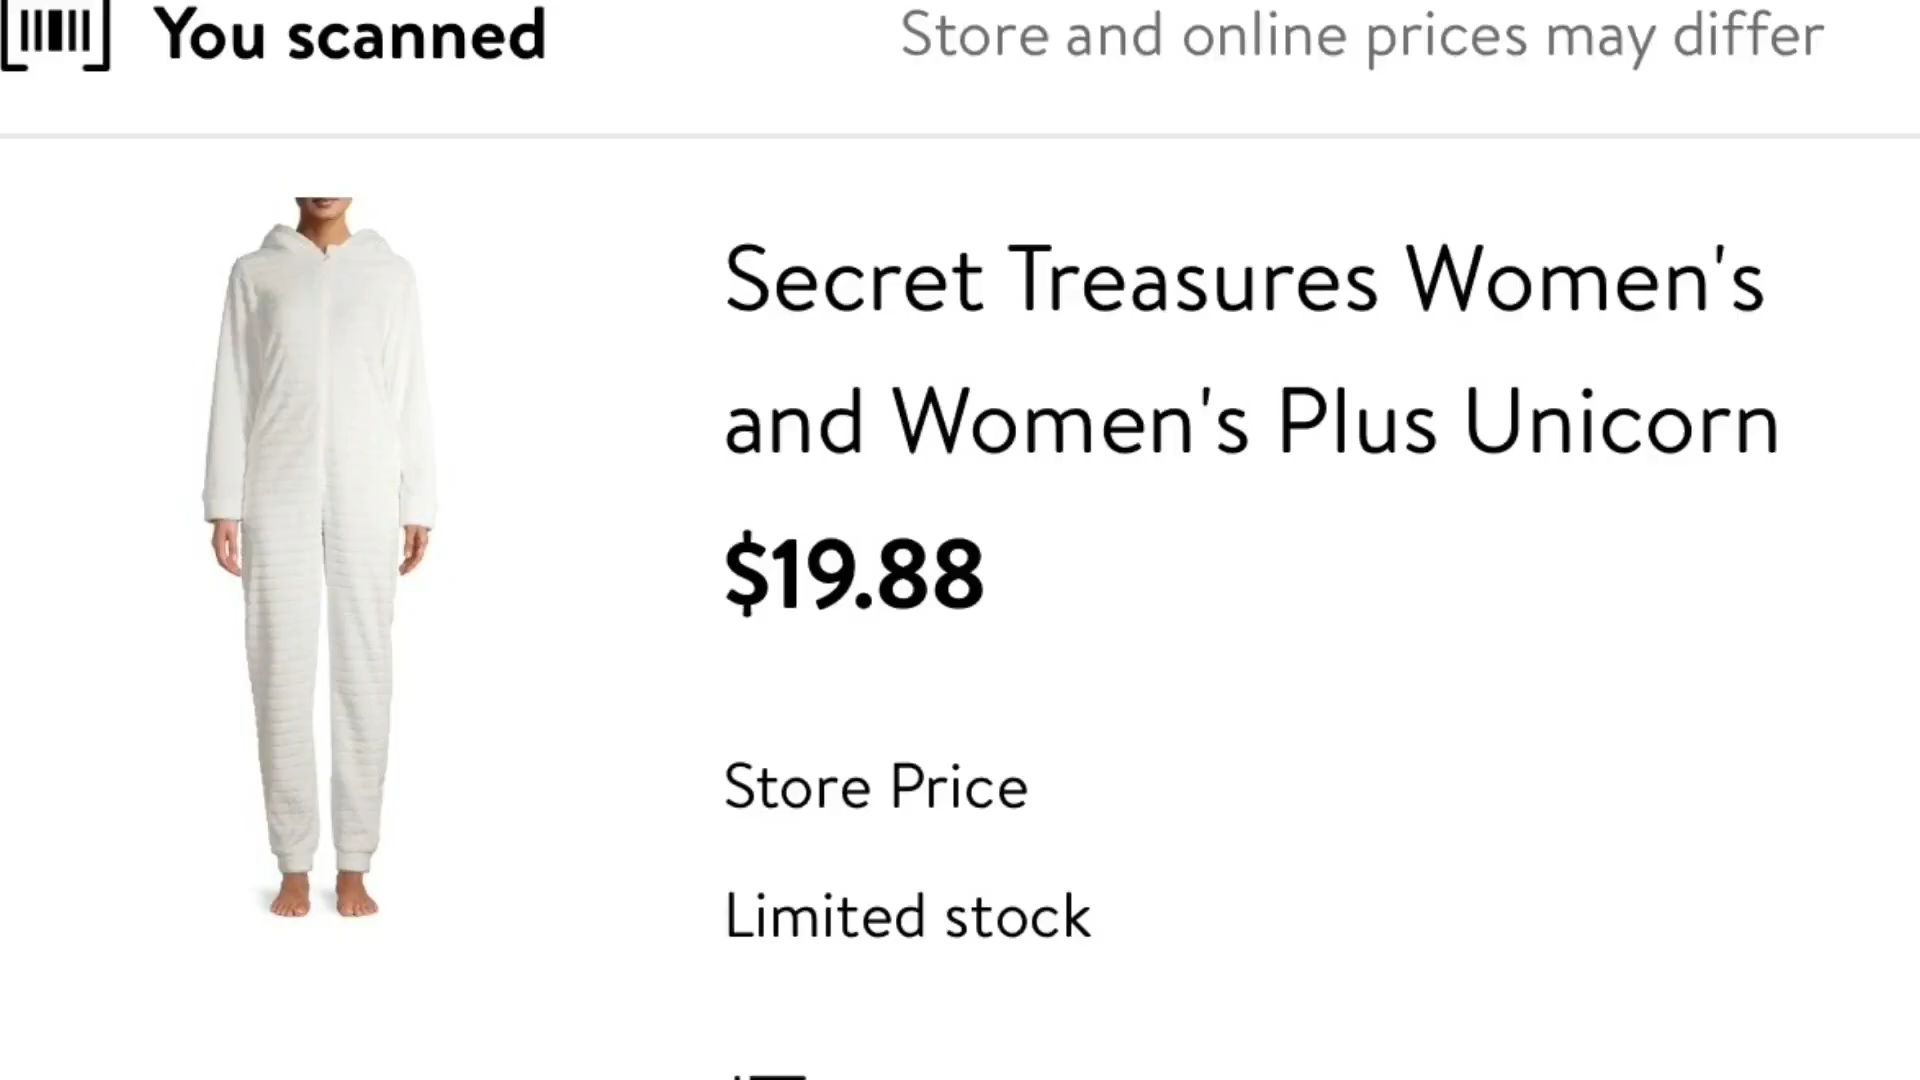 You scanned
Store and online prices may differ
Secret Treasures Women's
and Women's Plus Unicorn
$19.88
Store Price
Limited stock